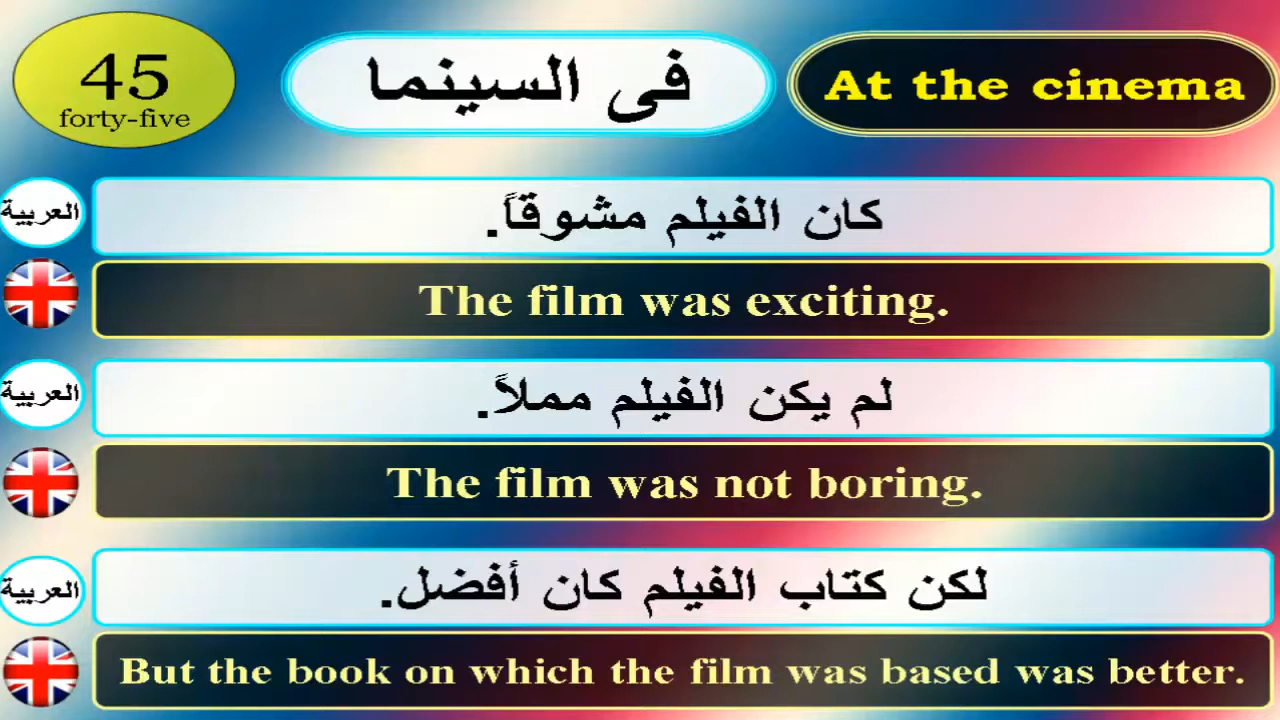 45
forty-five
فى السينما
At the cinema
العربية
كان الفيلم مشوقاً.
The film was exciting.
العربية
لم يكن الفيلم مملاً.
The film was not boring.
العربية
لكن كتاب الفيلم كان أفضل.
But the book on which the film was based was better.